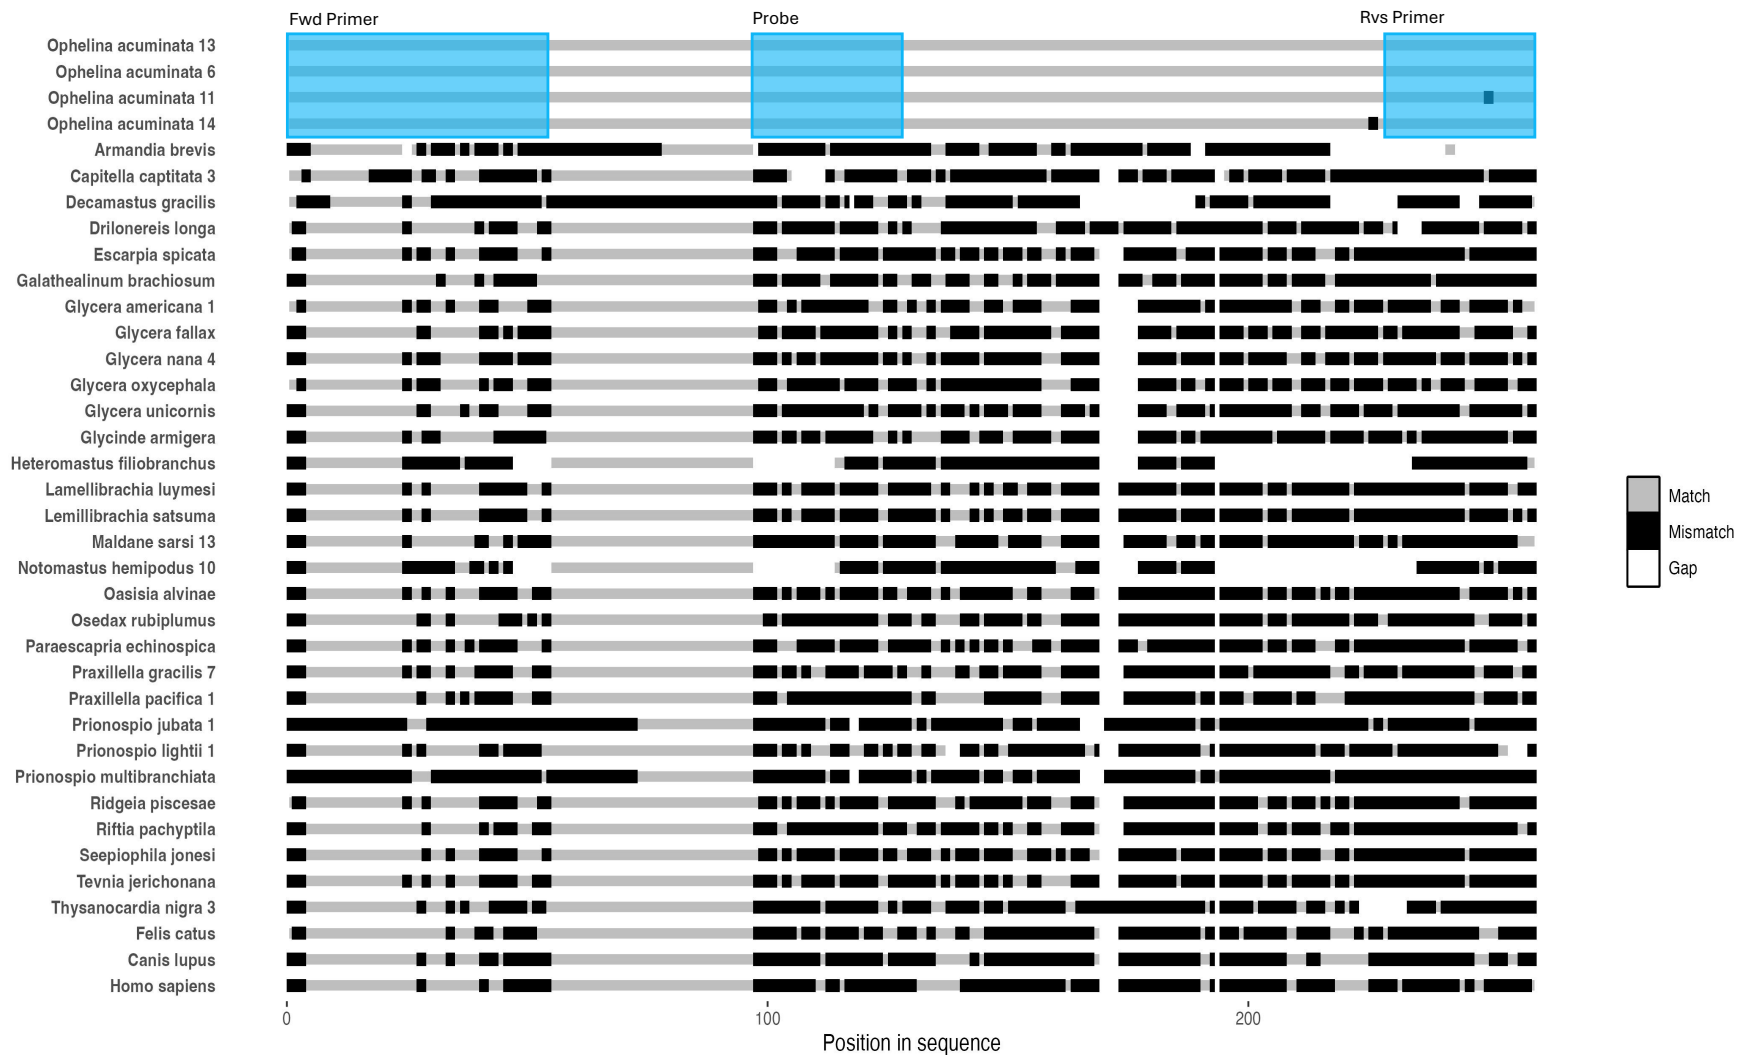 Fwd Primer
Probe
Rvs Primer
Ophelina acuminata 13
Ophelina acuminata 6
Ophelina acuminata 11
Ophelina acuminata 14
Armandia brevis
Capitella captitata 3
Decamastus gracilis
Drilonereis longa
Escarpia spicata
Galathealinum brachiosum
Glycera americana 1
Glycera fallax
Glycera nana 4
Glycera oxycephala
Glycera unicornis
Glycinde armigera
Heteromastus filiobranchus
Lamellibrachia luymesi
Lemillibrachia satsuma
Maldane sarsi 13
Notomastus hemipodus 10
Oasisia alvinae
Osedax rubiplumus
Paraescapria echinospica
Praxillella gracilis 7
Praxillella pacifica 1
Prionospio jubata 1
Prionospio lightii 1
Prionospio multibranchiata
Ridgeia piscesae
Riftia pachyptila
Seepiophila jonesi
Tevnia jerichonana
Thysanocardia nigra 3
Felis catus
Canis lupus
Homo sapiens
Match
Mismatch
Gap
0
100
200
Position in sequence